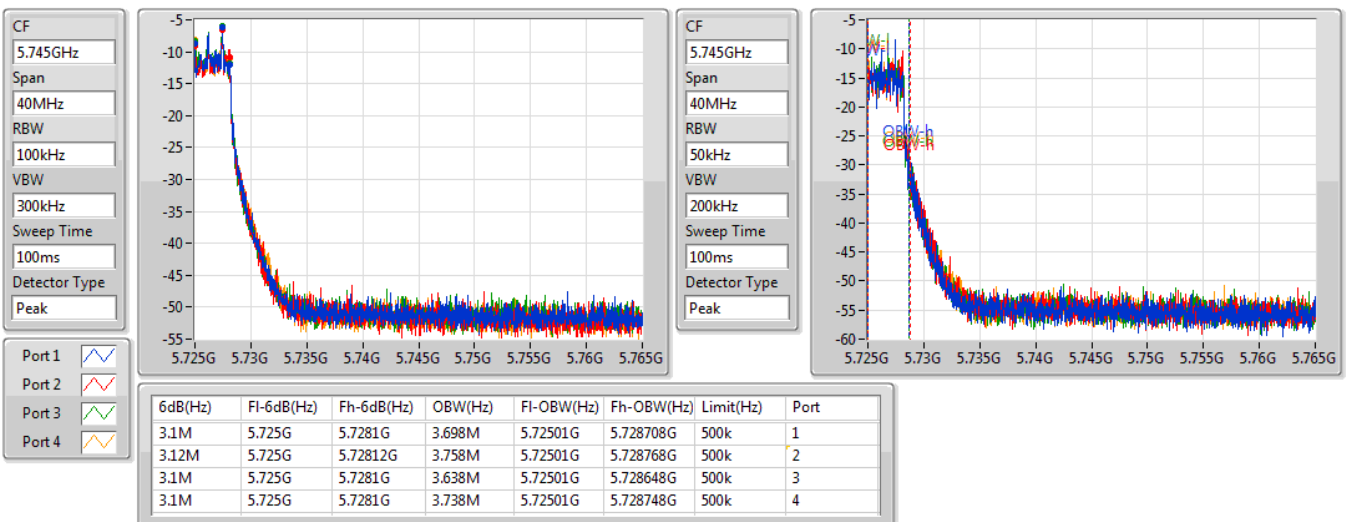 CF
5.745GHz
Span
40MHz
RBW
100kHz
VBW
300kHz
Sweep Time
100ms
Detector Type
Peak
-5
-10
-15
-20
-25
-30
-35
-40
-45
-50
-55
5.725G 5.73G 5.735G 5.74G 5.745G 5.75G 5.755G 5.76G 5.765G
CF
5.745GHz
Span
40MHz
RBW
50kHz
VBW
200kHz
Sweep Time
100ms
Detector Type
Peak
-5
-10
-15
-20
-25
-30
-35
-40
-45
-50
-55
-60
OBW-h
OBW-h
5.725G 5.73G 5.735G 5.74G 5.745G 5.75G 5.755G 5.76G 5.765G
Port 1
Port 2
Port 3
Port 4
6dB(Hz) Fl-6dB(Hz) Fh-6dB(Hz) OBW(Hz) Fl-OBW(Hz) Fh-OBW(Hz) Limit(Hz) Port
3.1M 5.725G 5.7281G 3.698M 5.72501G 5.728708G 500k 1
3.12M 5.725G 5.72812G 3.758M 5.72501G 5.728768G 500k 2
3.1M 5.725G 5.7281G 3.638M 5.72501G 5.728648G 500k 3
3.1M 5.725G 5.7281G 3.738M 5.72501G 5.728748G 500k 4